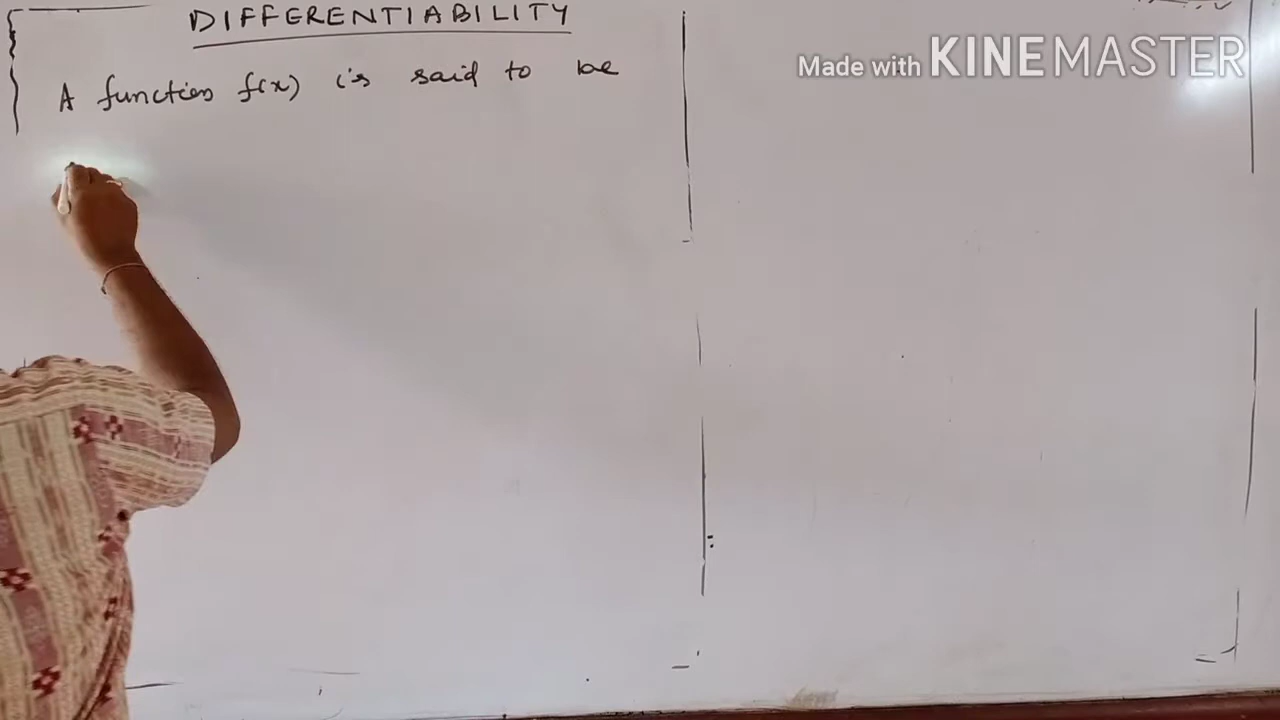 DIFFERENTIABILITY
A function f(x) is said to be
Made with KINEMASTER